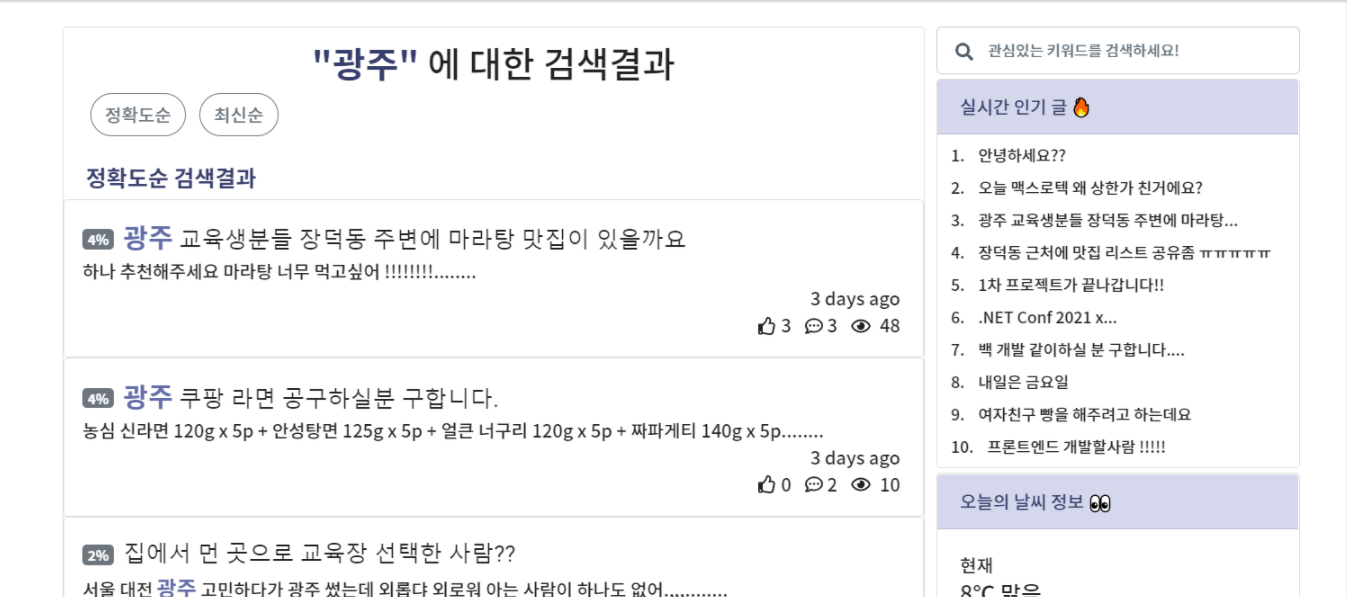 "광주" 에 대한 검색결과
정확도순 최신순
정확도순 검색결과
4% 광주 교육생분들 장덕동 주변에 마라탕 맛집이 있을까요
하나 추천해주세요 마라탕 너무 먹고싶어 !!!!!!!!........
3 days ago
3 3 48
4% 광주 쿠팡 라면 공구하실분 구합니다.
농심 신라면 120g x 5p + 안성탕면 125g x 5p + 얼큰 너구리 120g x 5p + 짜파게티 140g x 5p........
3 days ago
0 2 10
2% 집에서 먼 곳으로 교육장 선택한 사람??
서울 대전 광주 고민하다가 광주 썼는데 외롭댜 외로워 아는 사람이 하나도 없어,,,,........
관심있는 키워드를 검색하세요!
실시간 인기 글 🔥
1. 안녕하세요??
2. 오늘 맥스로텍 왜 상한가 친거에요?
3. 광주 교육생분들 장덕동 주변에 마라탕...
4. 장덕동 근처에 맛집 리스트 공유좀 ㅠㅠㅠㅠㅠ
5. 1차 프로젝트가 끝나갑니다!!
6. .NET Conf 2021 x...
7. 백 개발 같이하실 분 구합니다....
8. 내일은 금요일
9. 여자친구 빵을 해주려고 하는데요
10. 프론트엔드 개발할사람 !!!!!
오늘의 날씨 정보 👀
현재
8°C 맑음